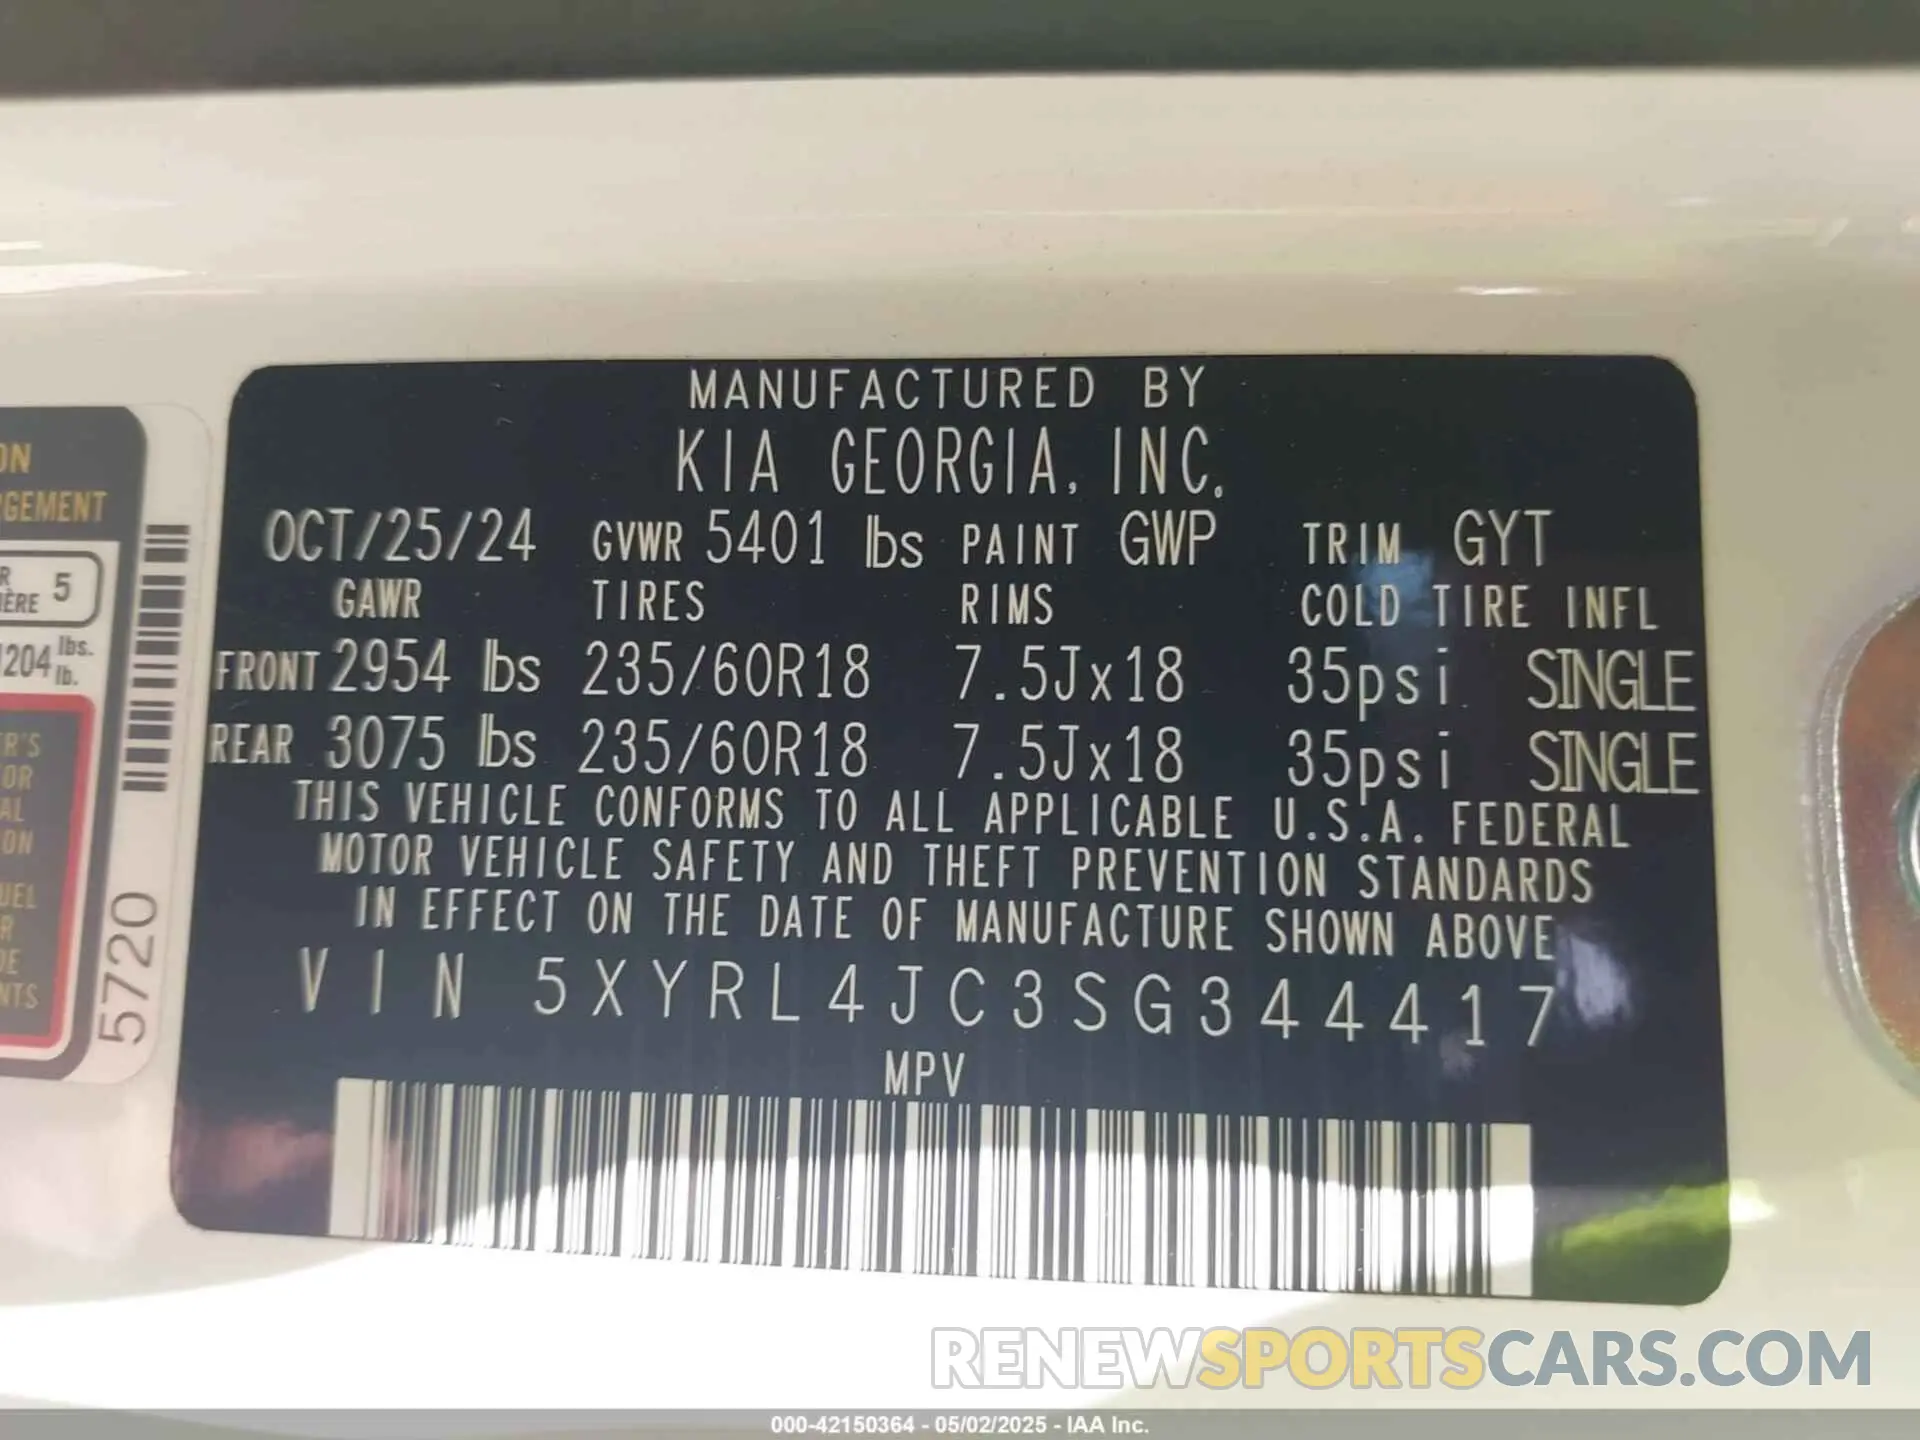 MANUFACTURED BY
KIA GEORGIA, INC.
OCT/25/24 GVWR 5401 lbs PAINT GWP TRIM GYT
GAWR TIRES RIMS COLD TIRE INFL
FRONT 2954 lbs 235/60R18 7.5Jx18 35psi SINGLE
REAR 3075 lbs 235/60R18 7.5Jx18 35psi SINGLE
THIS VEHICLE CONFORMS TO ALL APPLICABLE U.S.A. FEDERAL
MOTOR VEHICLE SAFETY AND THEFT PREVENTION STANDARDS
IN EFFECT ON THE DATE OF MANUFACTURE SHOWN ABOVE
VIN 5XYRL4JC3SG344417
MPV
5
204 lbs.
lb.
5720
RENEWSPORTSCARS.COM
000-42150364 - 05/02/2025 - IAA Inc.